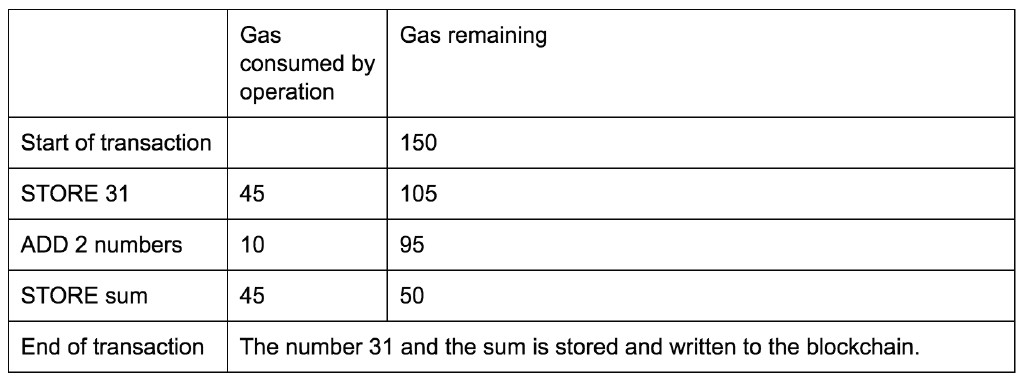 Gas consumed by operation
Gas remaining
Start of transaction 150
STORE 31 45 105
ADD 2 numbers 10 95
STORE sum 45 50
End of transaction The number 31 and the sum is stored and written to the blockchain.